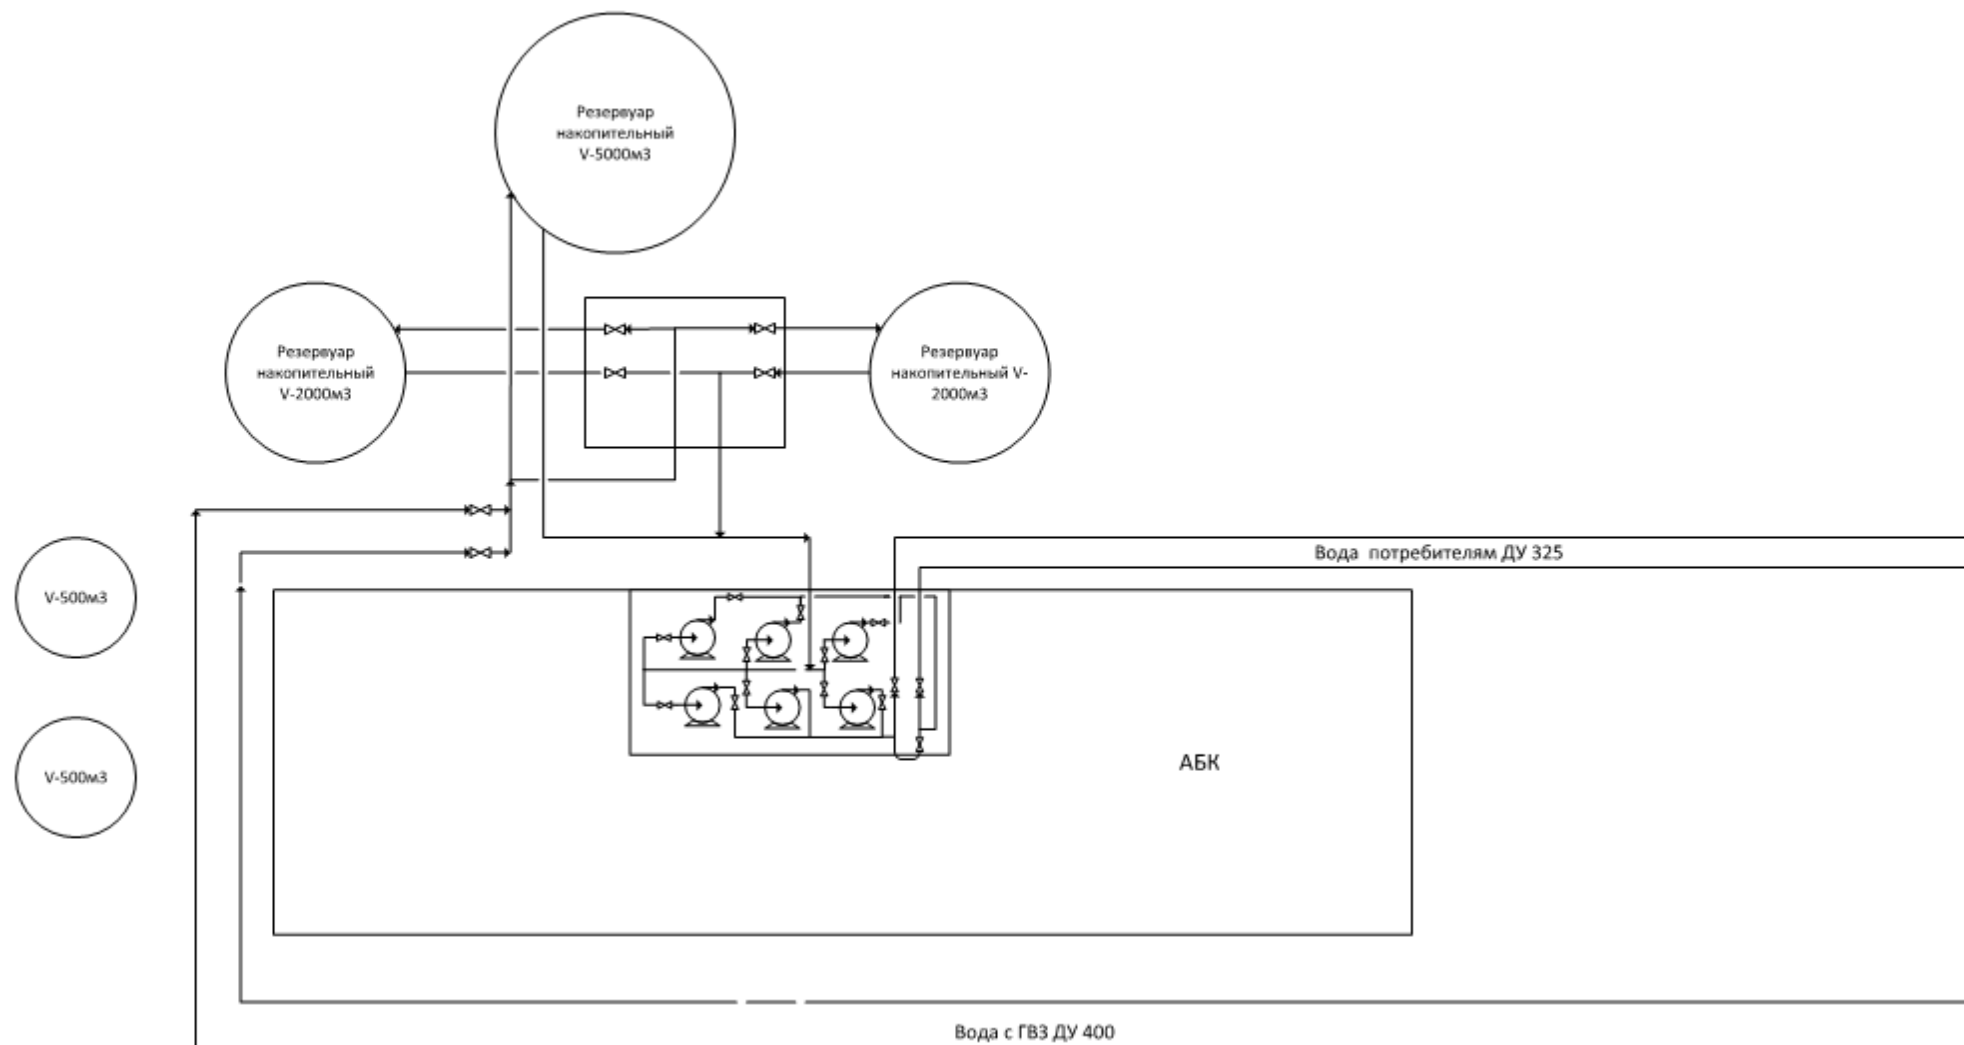 Резервуар
накопительный
V-5000м3
Резервуар
накопительный
V-2000м3
Резервуар
накопительный V-
2000м3
Вода потребителям ДУ 325
V-500м3
V-500м3
АБК
Вода с ГВЗ ДУ 400